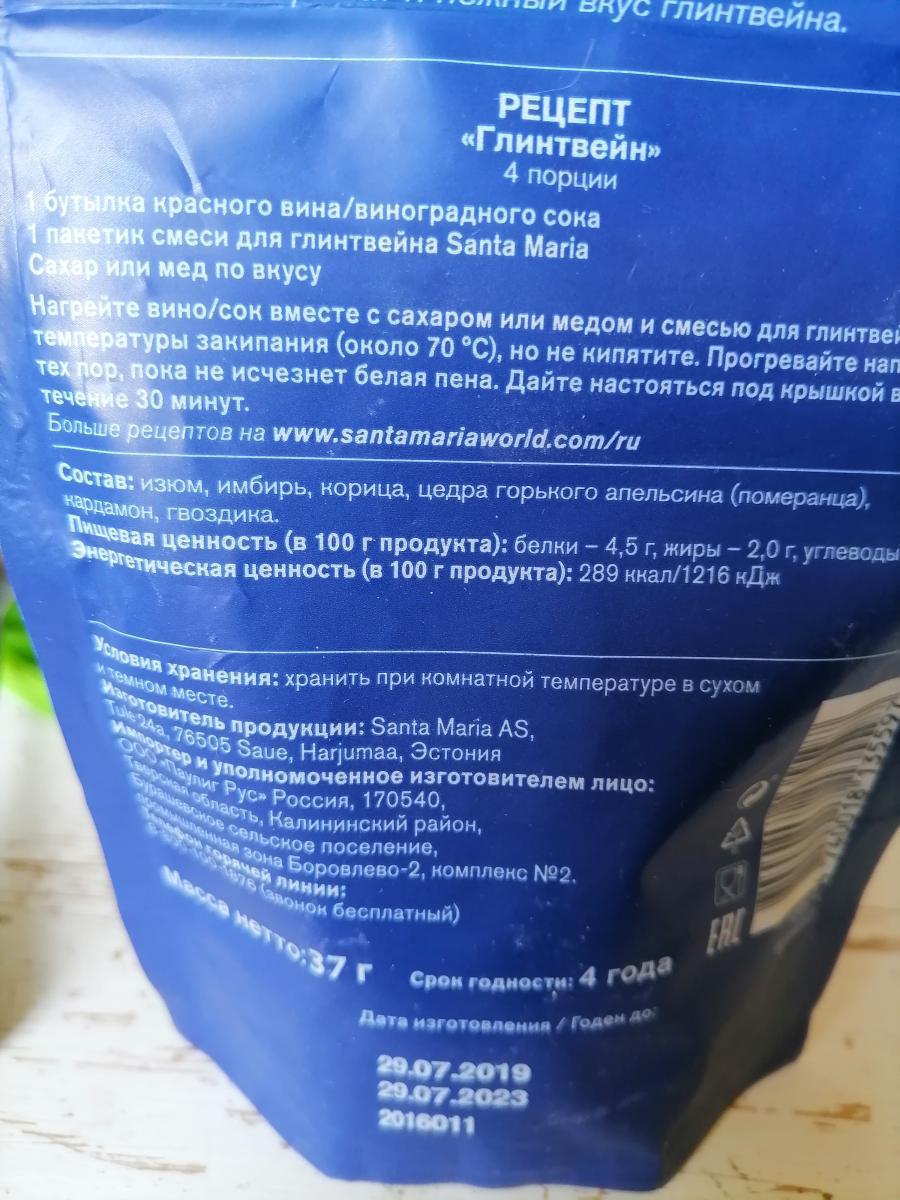 нежный вкус глинтвейна.
РЕЦЕПТ
«Глинтвейн»
4 порции
1 бутылка красного вина/виноградного сока
1 пакетик смеси для глинтвейна Santa Maria
Сахар или мед по вкусу
Нагрейте вино/сок вместе с сахаром или медом и смесью для глинтвей
температуры закипания (около 70 °C), но не кипятите. Прогревайте нап
тех пор, пока не исчезнет белая пена. Дайте настояться под крышкой в
течение 30 минут.
Больше рецептов на www.santamariaworld.com/ru
Состав: изюм, имбирь, корица, цедра горького апельсина (померанца),
кардамон, гвоздика.
Пищевая ценность (в 100 г продукта): белки – 4,5 г, жиры – 2,0 г, углеводы
Энергетическая ценность (в 100 г продукта): 289 ккал/1216 кДж
Условия хранения: хранить при комнатной температуре в сухом
и темном месте.
Изготовитель продукции: Santa Maria AS,
Tule 24a, 76505 Saue, Harjumaa, Эстония
Импортер и уполномоченное изготовителем лицо:
ООО «Паулиг Рус» Россия, 170540,
Тверская область, Калининский район,
Бурашевское сельское поселение,
промышленная зона Боровлево-2, комплекс №2.
Телефон горячей линии:
(звонок бесплатный)
Масса нетто: 37 г
Срок годности: 4 года
Дата изготовления / Годен до:
29.07.2019
29.07.2023
2016011
EAC